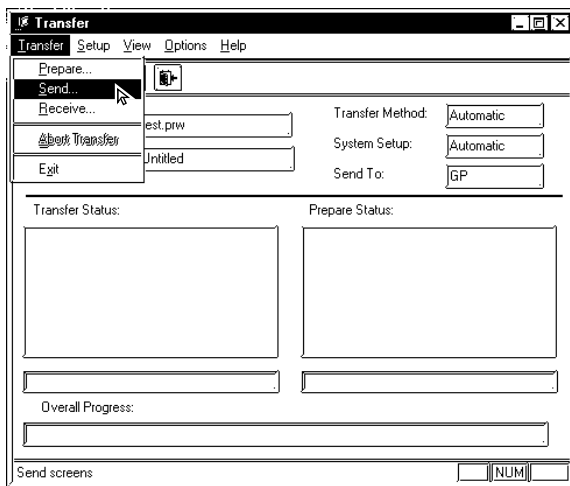 Transfer
Transfer Setup View Options Help
Prepare...
Send...
Receive...
Abort Transfer
Exit
est.prw
Untitled
Transfer Method: Automatic
System Setup: Automatic
Send To: GP
Transfer Status: Prepare Status:
Overall Progress:
Send screens NUM